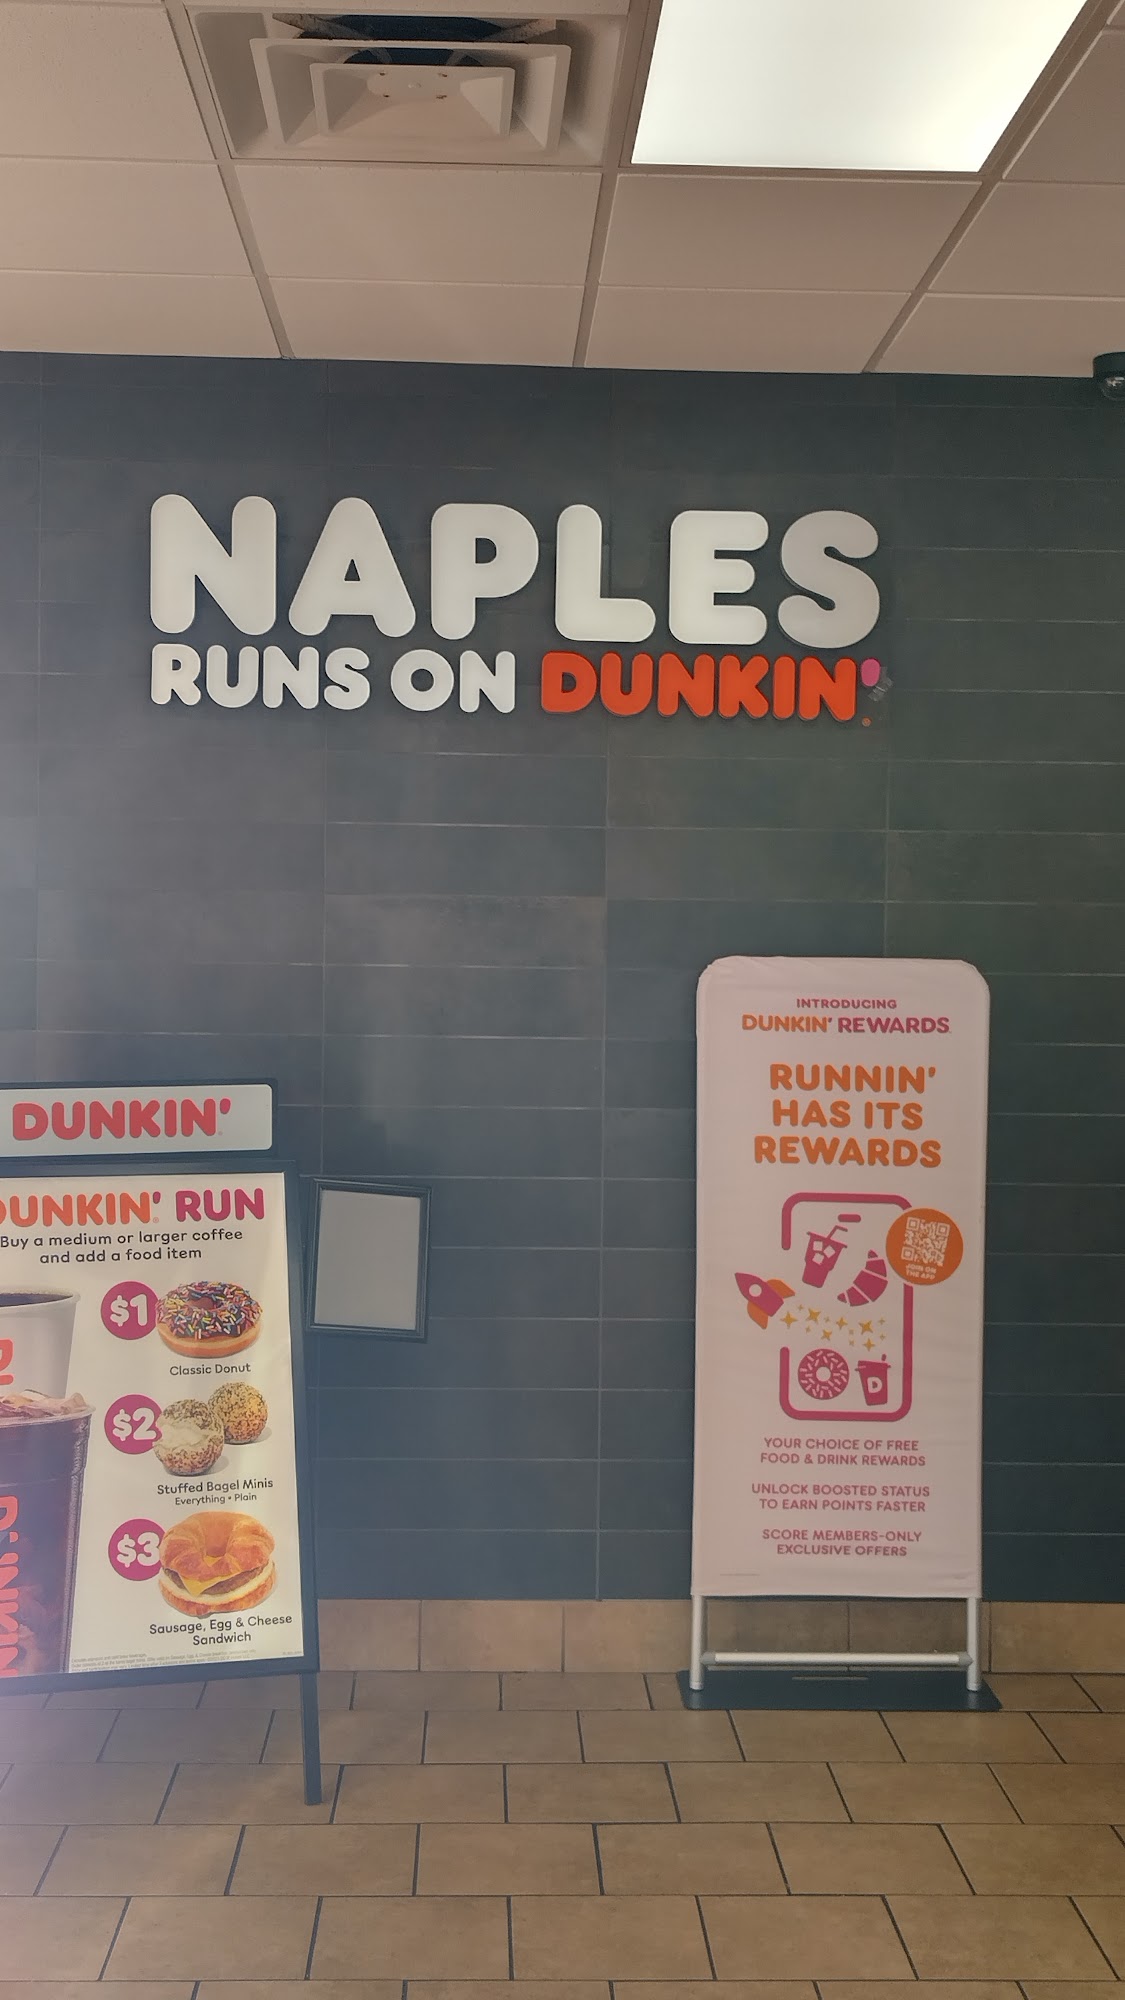 NAPLES
RUNS ON DUNKIN'
DUNKIN'
DUNKIN' RUN
Buy a medium or larger coffee
and add a food item
$1
Classic Donut
$2
Stuffed Bagel Minis
Everything • Plain
$3
Sausage, Egg & Cheese
Sandwich
DUNKIN'
INTRODUCING
DUNKIN' REWARDS
RUNNIN'
HAS ITS
REWARDS
JOIN ON
THE APP
D
YOUR CHOICE OF FREE
FOOD & DRINK REWARDS
UNLOCK BOOSTED STATUS
TO EARN POINTS FASTER
SCORE MEMBERS-ONLY
EXCLUSIVE OFFERS